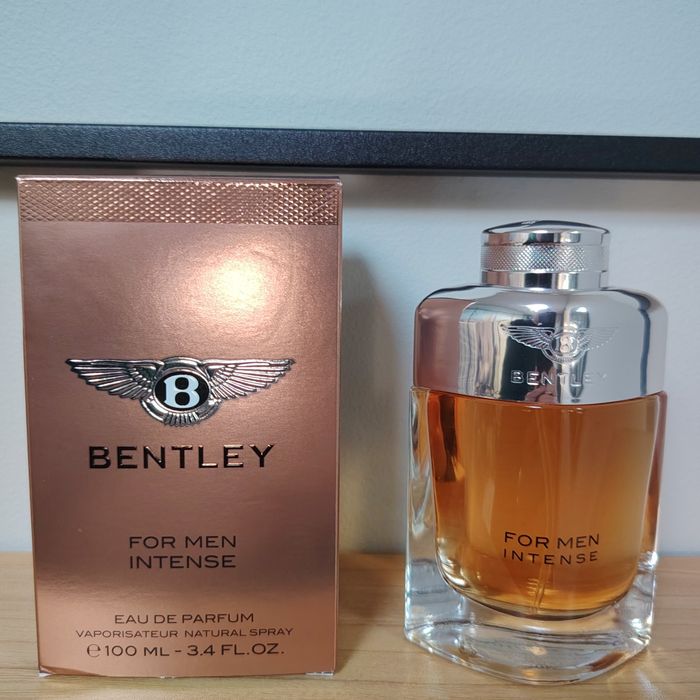 B
BENTLEY
FOR MEN
INTENSE
EAU DE PARFUM
VAPORISATEUR NATURAL SPRAY
℮100 ML - 3.4 FL.OZ.
B
BENTLEY
FOR MEN
INTENSE